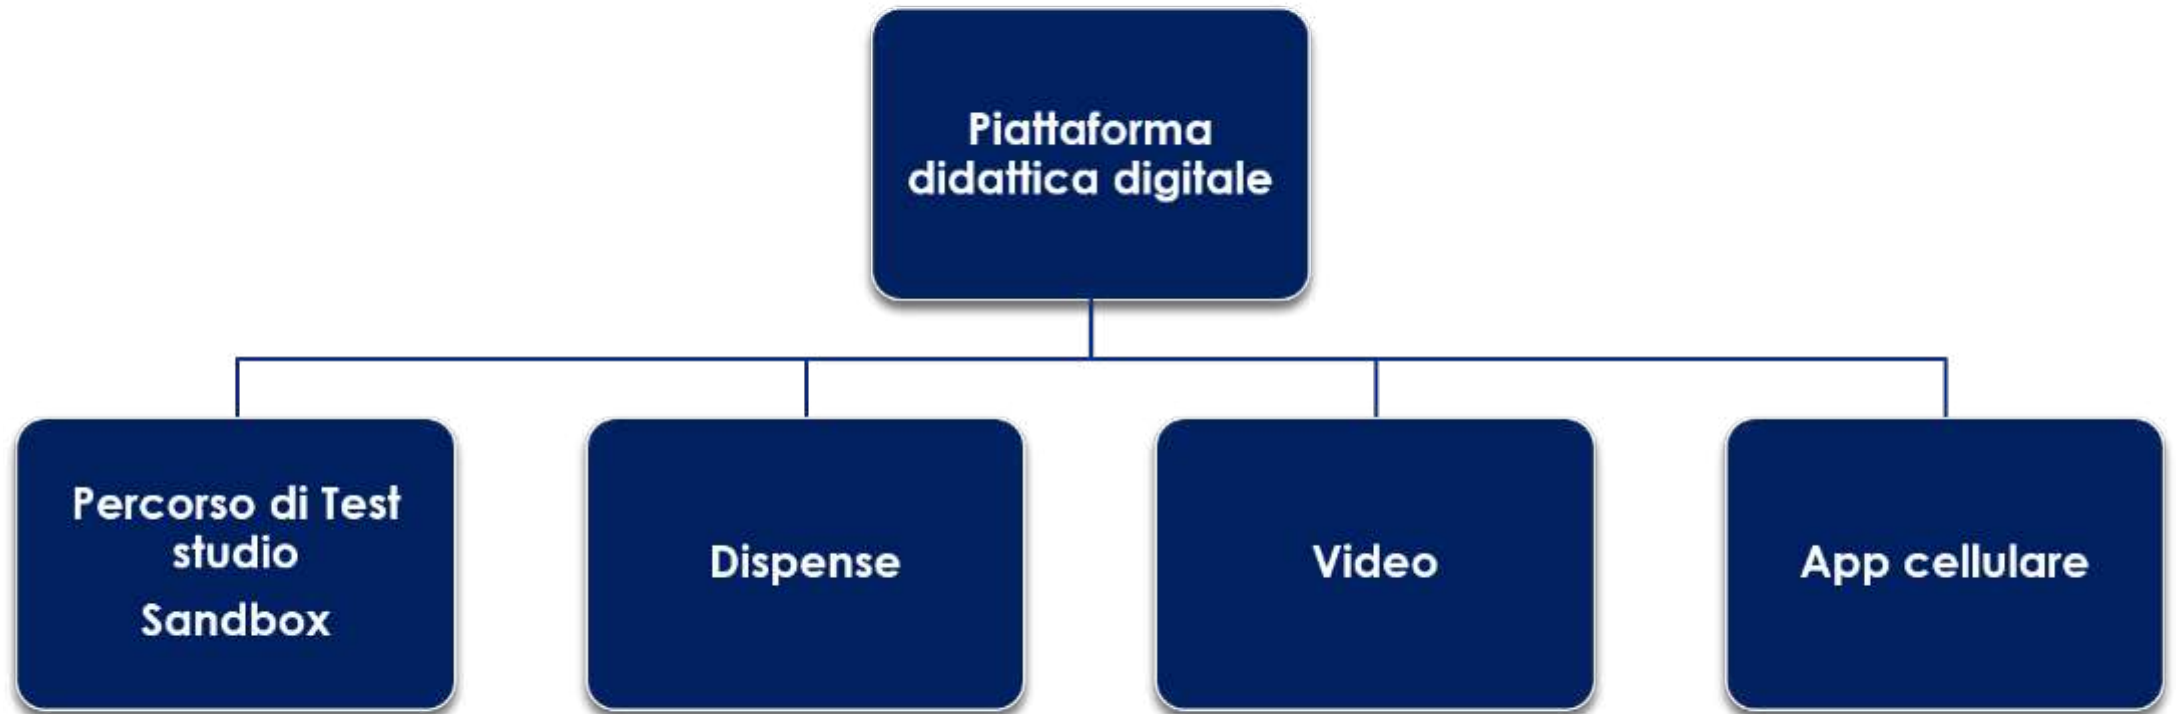 Piattaforma
didattica digitale
Percorso di Test
studio
Sandbox
Dispense
Video
App cellulare